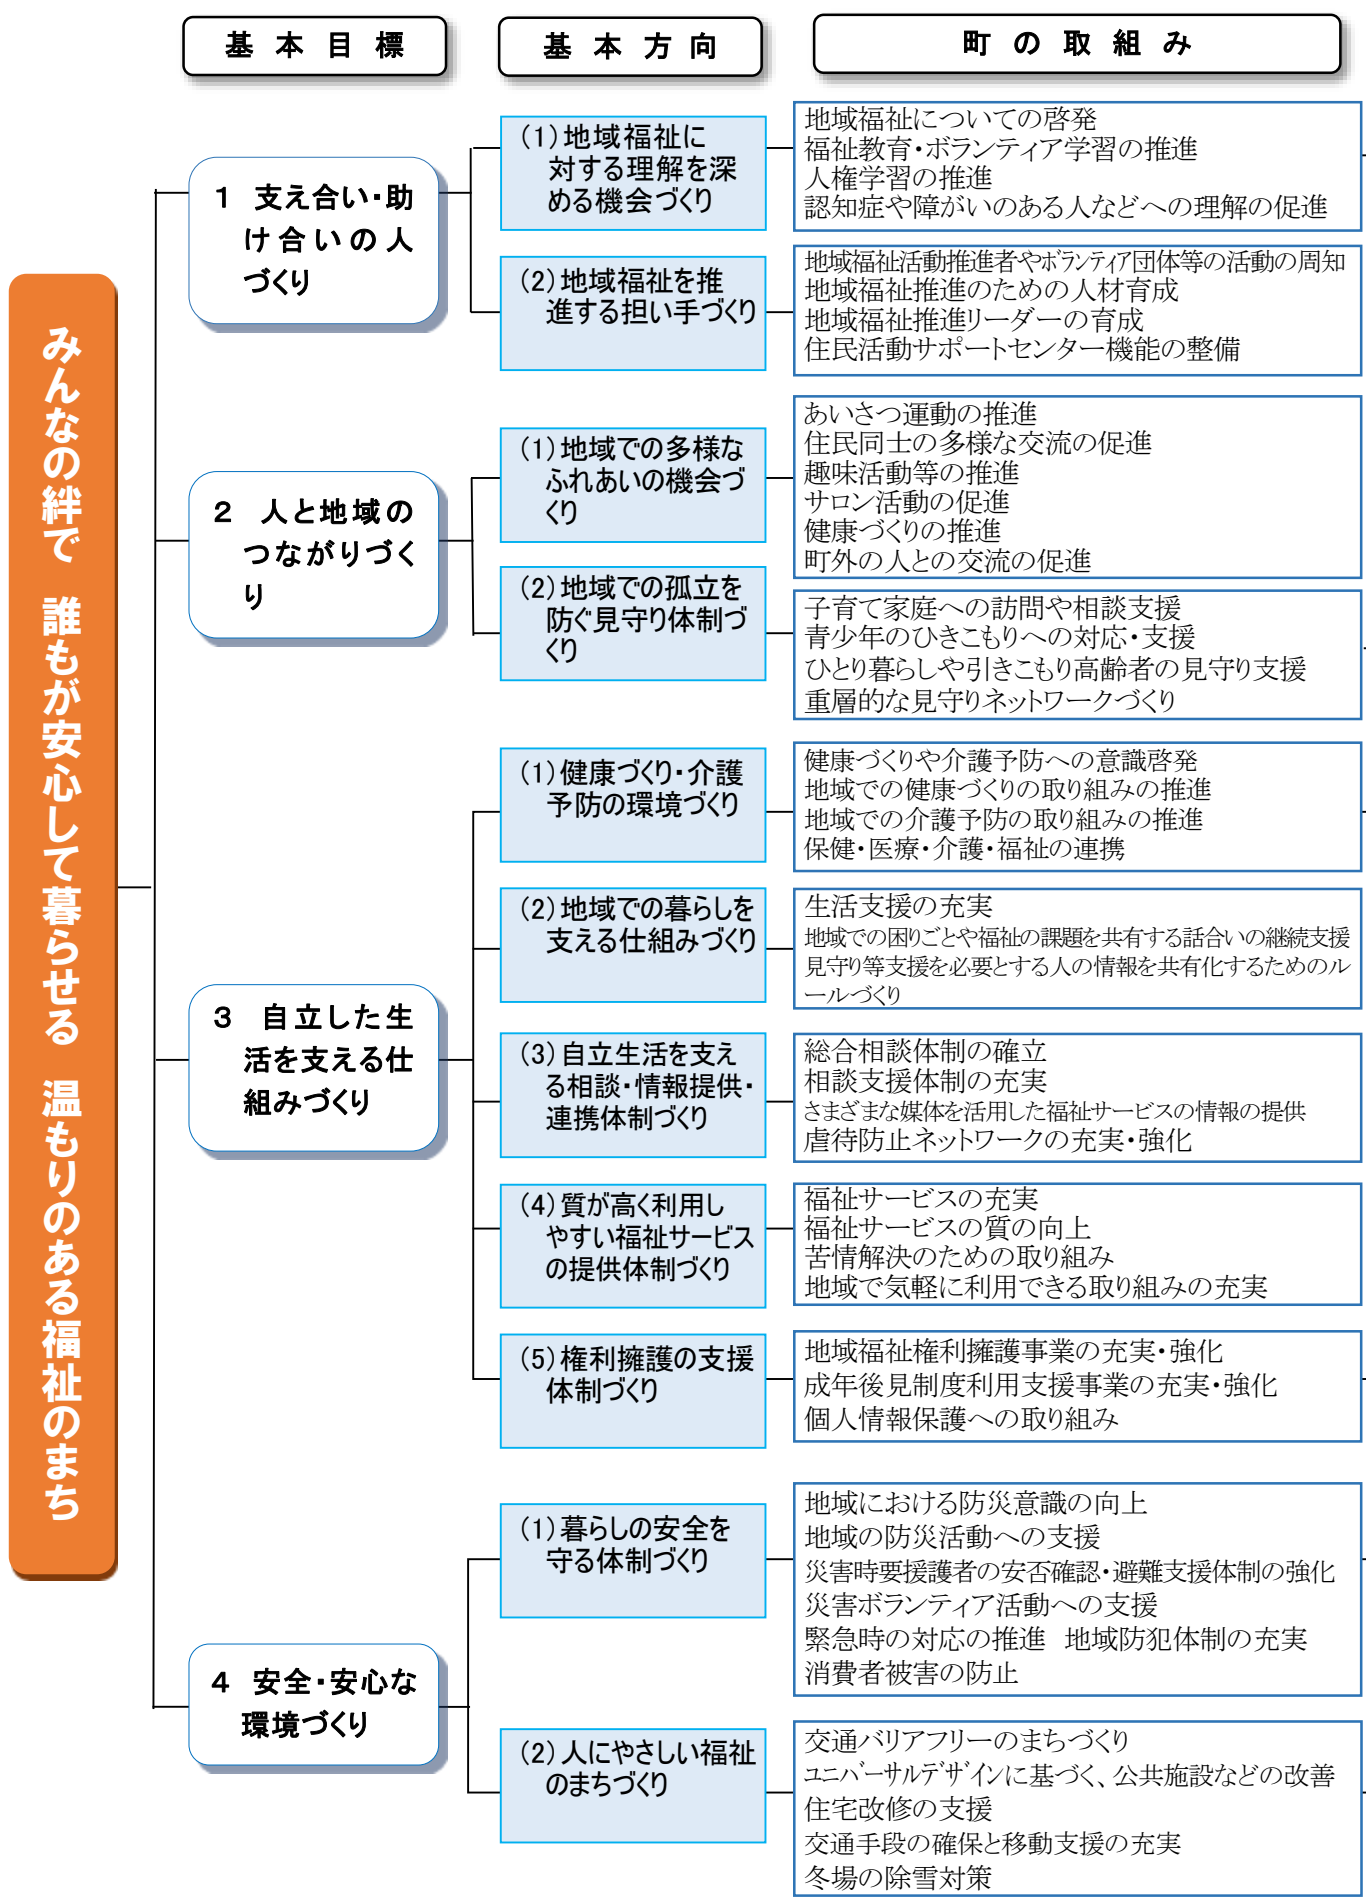 基本目標
基本方向
町の取組み
みんなの絆で 誰もが安心して暮らせる 温もりのある福祉のまち
1 支え合い・助
け合いの人
づくり
(1)地域福祉に
対する理解を深
める機会づくり
地域福祉についての啓発
福祉教育・ボランティア学習の推進
人権学習の推進
認知症や障がいのある人などへの理解の促進
(2)地域福祉を推
進する担い手づくり
地域福祉活動推進者やボランティア団体等の活動の周知
地域福祉推進のための人材育成
地域福祉推進リーダーの育成
住民活動サポートセンター機能の整備
2 人と地域の
つながりづく
り
(1)地域での多様な
ふれあいの機会づ
くり
あいさつ運動の推進
住民同士の多様な交流の促進
趣味活動等の推進
サロン活動の促進
健康づくりの推進
町外の人との交流の促進
(2)地域での孤立を
防ぐ見守り体制づ
くり
子育て家庭への訪問や相談支援
青少年のひきこもりへの対応・支援
ひとり暮らしや引きこもり高齢者の見守り支援
重層的な見守りネットワークづくり
3 自立した生
活を支える仕
組みづくり
(1)健康づくり・介護
予防の環境づくり
健康づくりや介護予防への意識啓発
地域での健康づくりの取り組みの推進
地域での介護予防の取り組みの推進
保健・医療・介護・福祉の連携
(2)地域での暮らしを
支える仕組みづくり
生活支援の充実
地域での困りごとや福祉の課題を共有する話合いの継続支援
見守り等支援を必要とする人の情報を共有化するためのル
ールづくり
(3)自立生活を支え
る相談・情報提供・
連携体制づくり
総合相談体制の確立
相談支援体制の充実
さまざまな媒体を活用した福祉サービスの情報の提供
虐待防止ネットワークの充実・強化
(4)質が高く利用し
やすい福祉サービス
の提供体制づくり
福祉サービスの充実
福祉サービスの質の向上
苦情解決のための取り組み
地域で気軽に利用できる取り組みの充実
(5)権利擁護の支援
体制づくり
地域福祉権利擁護事業の充実・強化
成年後見制度利用支援事業の充実・強化
個人情報保護への取り組み
4 安全・安心な
環境づくり
(1)暮らしの安全を
守る体制づくり
地域における防災意識の向上
地域の防災活動への支援
災害時要援護者の安否確認・避難支援体制の強化
災害ボランティア活動への支援
緊急時の対応の推進 地域防犯体制の充実
消費者被害の防止
(2)人にやさしい福祉
のまちづくり
交通バリアフリーのまちづくり
ユニバーサルデザインに基づく、公共施設などの改善
住宅改修の支援
交通手段の確保と移動支援の充実
冬場の除雪対策